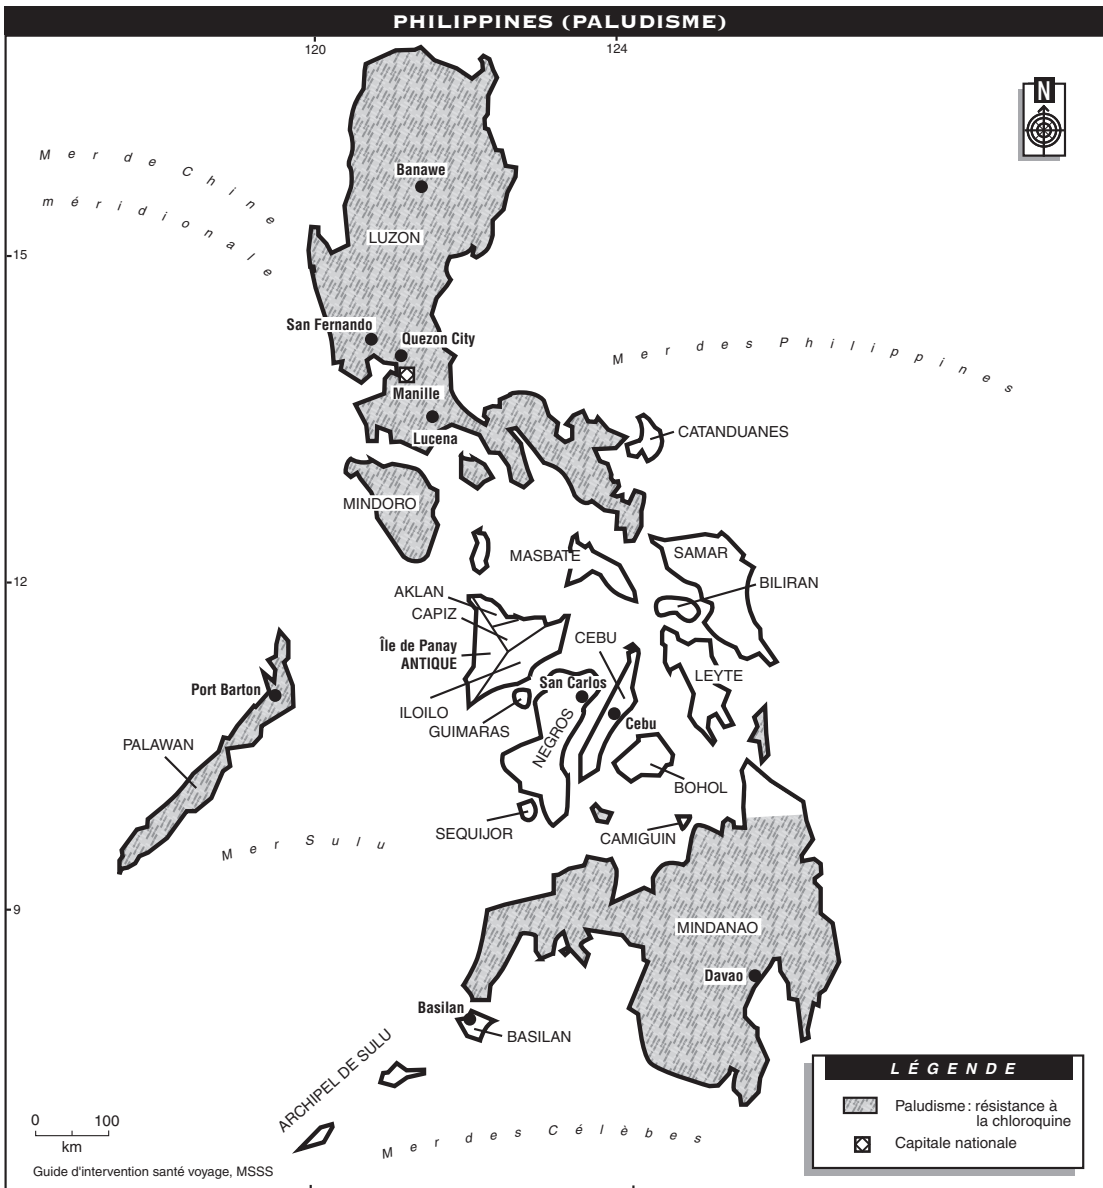 PHILIPPINES (PALUDISME)
120
124
N
Mer de Chine
méridionale
Banawe
LUZON
15
San Fernando
Quezon City
Mer des Philippines
Manille
Lucena
CATANDUANES
MINDORO
MASBATE
SAMAR
12
BILIRAN
AKLAN
CAPIZ
CEBU
Île de Panay
ANTIQUE
LEYTE
San Carlos
Port Barton
ILOILO
Cebu
GUIMARAS
NEGROS
PALAWAN
BOHOL
SEQUIJOR
CAMIGUIN
Mer Sulu
9
MINDANAO
Davao
Basilan
BASILAN
ARCHIPEL DE SULU
LÉGENDE
Paludisme : résistance à
la chloroquine
Capitale nationale
0 100
km
Mer des Célèbes
Guide d'intervention santé voyage, MSSS